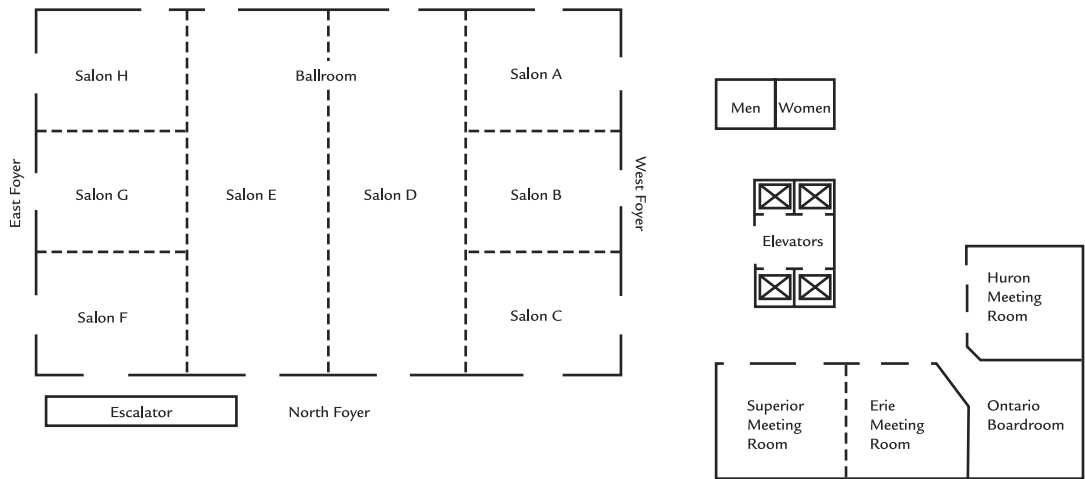 Salon H
Ballroom
Salon A
Men
Women
East Foyer
Salon G
Salon E
Salon D
Salon B
West Foyer
Elevators
Huron
Meeting
Room
Salon F
Salon C
Escalator
North Foyer
Superior
Meeting
Room
Erie
Meeting
Room
Ontario
Boardroom